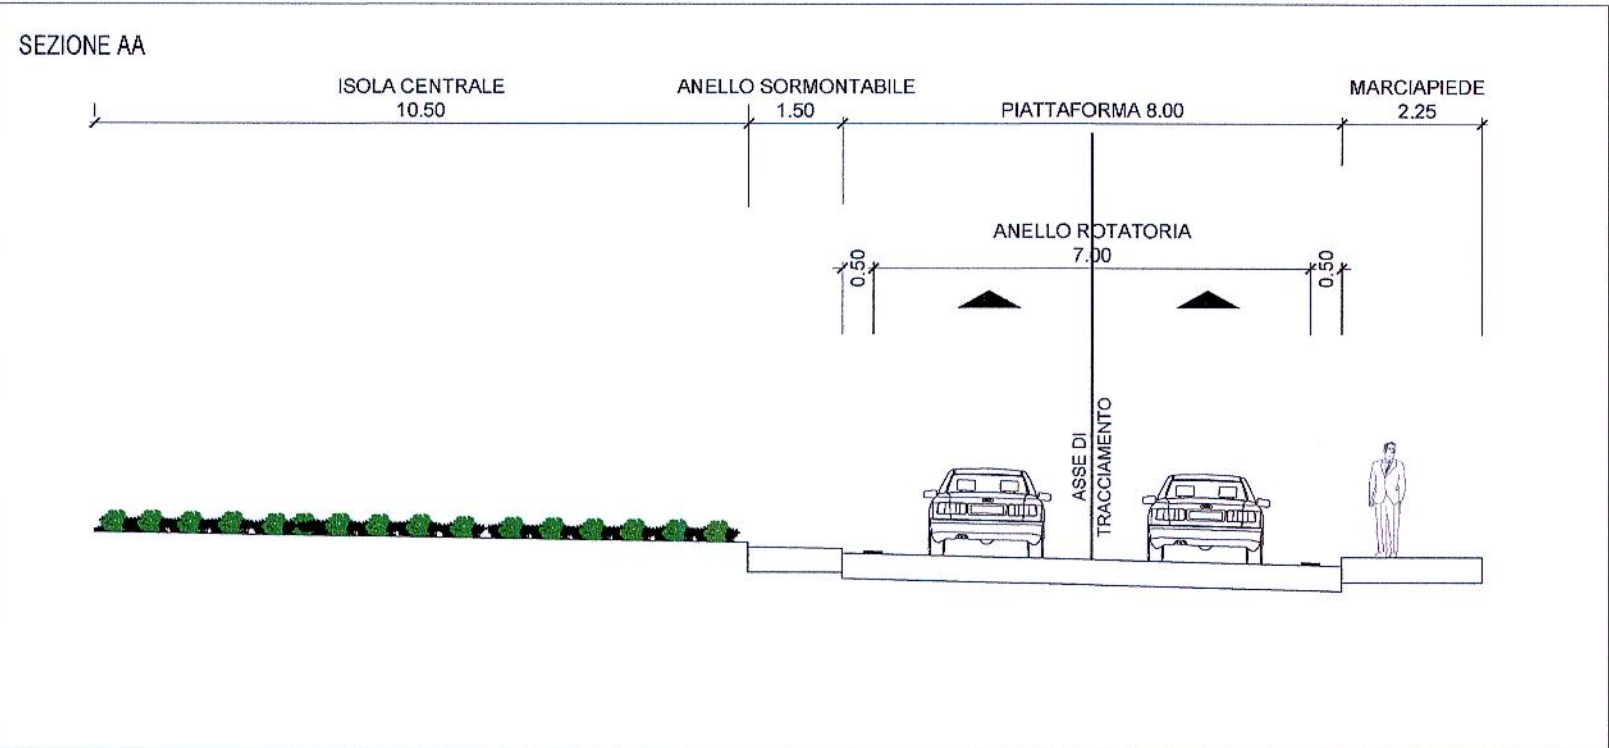 SEZIONE AA
ISOLA CENTRALE
10.50
ANELLO SORMONTABILE
1.50
PIATTAFORMA 8.00
MARCIAPIEDE
2.25
ANELLO ROTATORIA
0.50
7.00
0.50
ASSE DI
TRACCIAMENTO